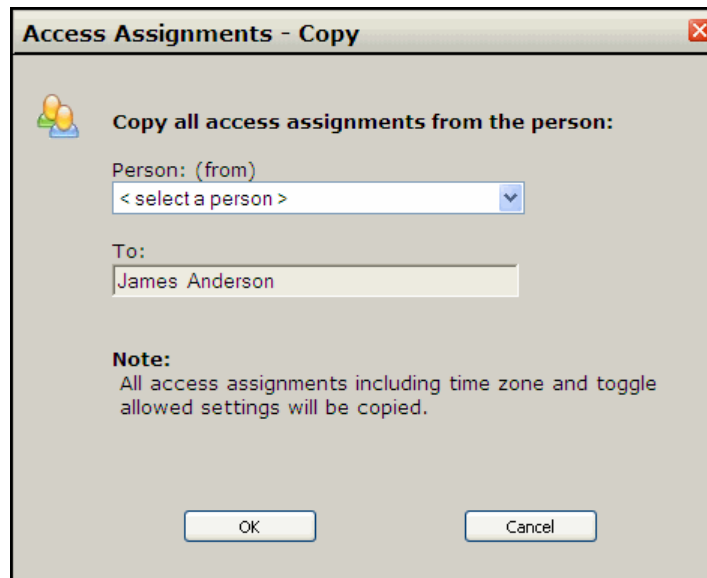 Access Assignments - Copy
Copy all access assignments from the person:
Person: (from)
< select a person >
To:
James Anderson
Note:
All access assignments including time zone and toggle
allowed settings will be copied.
OK
Cancel